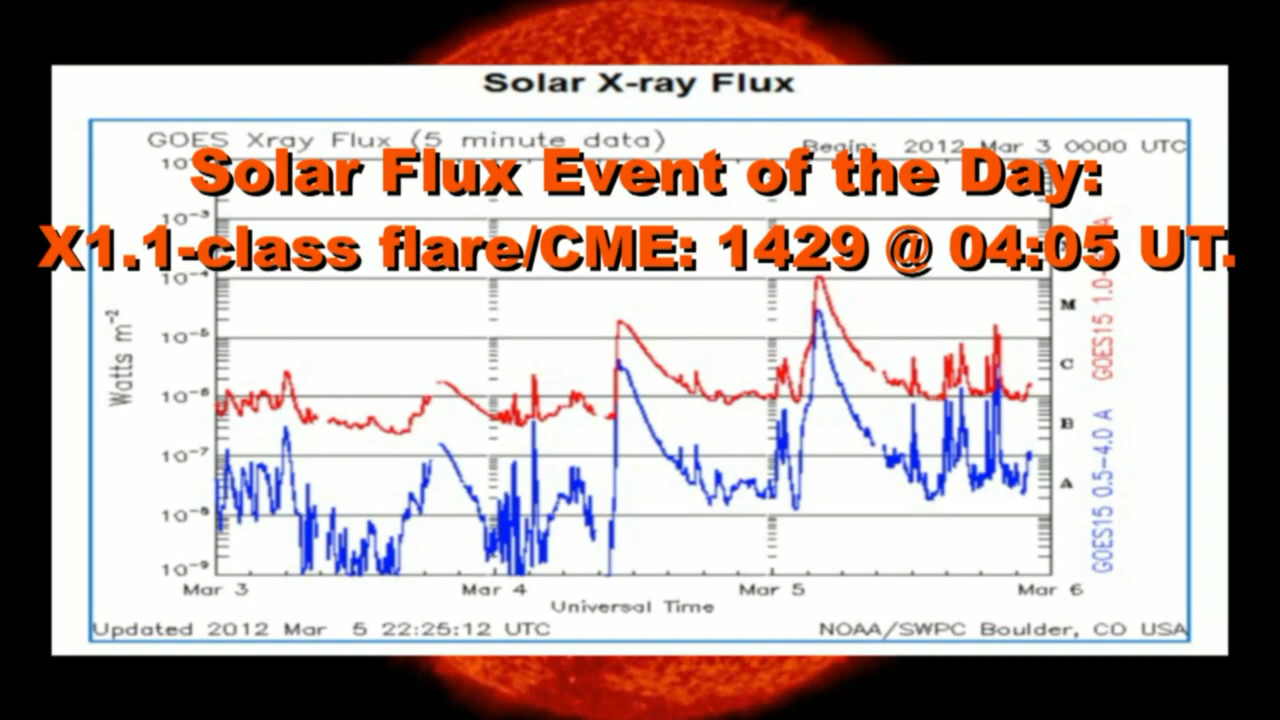 Solar X-ray Flux
GOES Xray Flux (5 minute data)
Begin: 2012 Mar 3 0000 UTC
Solar Flux Event of the Day:
X1.1-class flare/CME: 1429 @ 04:05 UT.
10⁻³
10⁻⁴
10⁻⁵
10⁻⁶
10⁻⁷
10⁻⁸
10⁻⁹
Watts m⁻²
M
C
B
A
GOES15 0.5-4.0 A
GOES15 1.0-
Mar 3 Mar 4 Mar 5 Mar 6
Universal Time
Updated 2012 Mar 5 22:25:12 UTC
NOAA/SWPC Boulder, CO USA